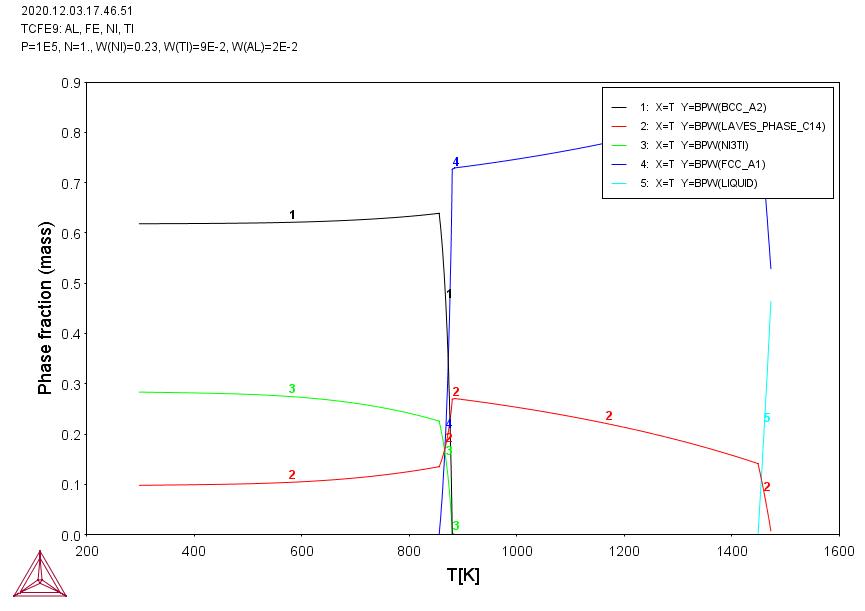 2020.12.03.17.46.51
TCFE9: AL, FE, NI, TI
P=1E5, N=1., W(NI)=0.23, W(TI)=9E-2, W(AL)=2E-2
0.9
0.8
0.7
0.6
0.5
0.4
0.3
0.2
0.1
0.0
Phase fraction (mass)
1: X=T Y=BPW(BCC_A2)
2: X=T Y=BPW(LAVES_PHASE_C14)
3: X=T Y=BPW(NI3TI)
4: X=T Y=BPW(FCC_A1)
5: X=T Y=BPW(LIQUID)
4
1
1
3
2
2
4
2
3
2
5
2
3
200 400 600 800 1000 1200 1400 1600
T[K]